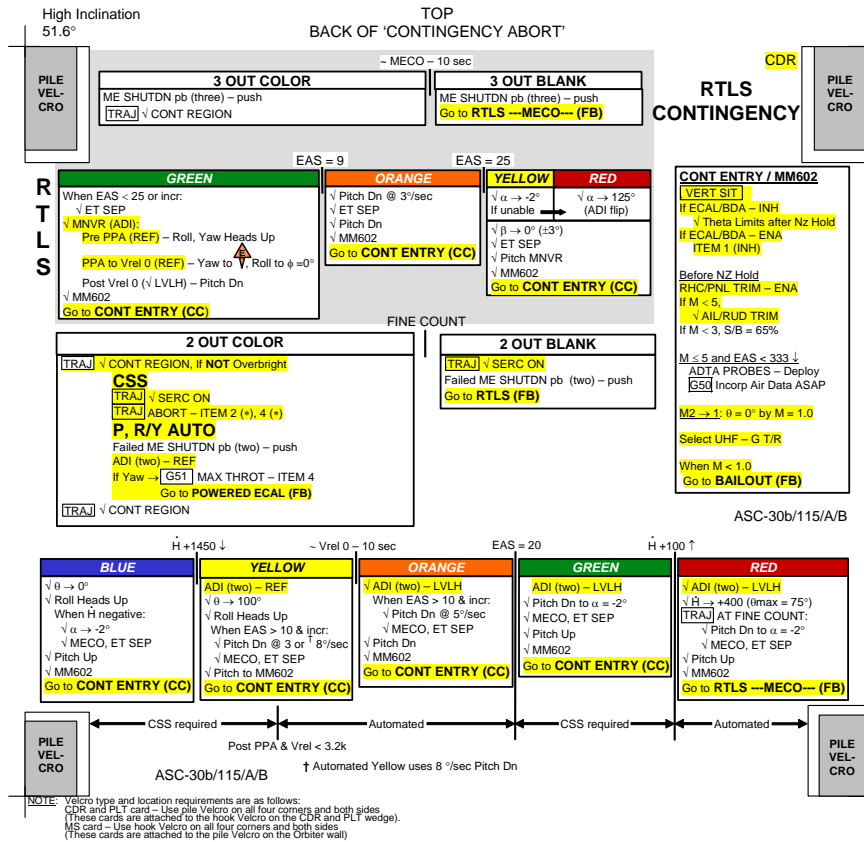 High Inclination
51.6°
TOP
BACK OF 'CONTINGENCY ABORT'
CDR
PILE
VEL-
CRO
PILE
VEL-
CRO
~ MECO – 10 sec
RTLS
CONTINGENCY
3 OUT COLOR
ME SHUTDN pb (three) – push
TRAJ √ CONT REGION
3 OUT BLANK
ME SHUTDN pb (three) – push
Go to RTLS ---MECO--- (FB)
R
T
L
S
EAS = 9
EAS = 25
GREEN
When EAS < 25 or incr:
√ ET SEP
√ MNVR (ADI):
Pre PPA (REF) – Roll, Yaw Heads Up
PPA to Vrel 0 (REF) – Yaw to E, Roll to ϕ =0°
Post Vrel 0 (√ LVLH) – Pitch Dn
√ MM602
Go to CONT ENTRY (CC)
ORANGE
√ Pitch Dn @ 3°/sec
√ ET SEP
√ Pitch Dn
√ MM602
Go to CONT ENTRY (CC)
YELLOW
√ α → -2°
If unable
RED
√ α → 125°
(ADI flip)
√ β → 0° (±3°)
√ ET SEP
√ Pitch MNVR
√ MM602
Go to CONT ENTRY (CC)
CONT ENTRY / MM602
VERT SIT
If ECAL/BDA – INH
√ Theta Limits after Nz Hold
If ECAL/BDA – ENA
ITEM 1 (INH)
Before NZ Hold
RHC/PNL TRIM – ENA
If M < 5,
√ AIL/RUD TRIM
If M < 3, S/B = 65%
M ≤ 5 and EAS < 333 ↓
ADTA PROBES – Deploy
G50 Incorp Air Data ASAP
M2 → 1: θ = 0° by M = 1.0
Select UHF – G T/R
When M < 1.0
Go to BAILOUT (FB)
FINE COUNT
2 OUT COLOR
TRAJ √ CONT REGION, If NOT Overbright
CSS
TRAJ √ SERC ON
TRAJ ABORT – ITEM 2 (∗), 4 (∗)
P, R/Y AUTO
Failed ME SHUTDN pb (two) – push
ADI (two) – REF
If Yaw → G51 MAX THROT – ITEM 4
Go to POWERED ECAL (FB)
TRAJ √ CONT REGION
2 OUT BLANK
TRAJ √ SERC ON
Failed ME SHUTDN pb (two) – push
Go to RTLS (FB)
ASC-30b/115/A/B
Ḣ +1450 ↓
~ Vrel 0 – 10 sec
EAS = 20
Ḣ +100 ↑
BLUE
√ θ → 0°
√ Roll Heads Up
When Ḣ negative:
√ α → -2°
√ MECO, ET SEP
√ Pitch Up
√ MM602
Go to CONT ENTRY (CC)
YELLOW
ADI (two) – REF
√ θ → 100°
√ Roll Heads Up
When EAS > 10 & incr:
√ Pitch Dn @ 3 or † 8°/sec
√ MECO, ET SEP
√ Pitch to MM602
Go to CONT ENTRY (CC)
ORANGE
√ ADI (two) – LVLH
When EAS > 10 & incr:
√ Pitch Dn @ 5°/sec
√ MECO, ET SEP
√ Pitch Dn
√ MM602
Go to CONT ENTRY (CC)
GREEN
√ ADI (two) – LVLH
√ Pitch Dn to α = -2°
√ MECO, ET SEP
√ Pitch Up
√ MM602
Go to CONT ENTRY (CC)
RED
√ ADI (two) – LVLH
√ Ḣ → +400 (θmax = 75°)
TRAJ AT FINE COUNT:
√ Pitch Dn to α = -2°
√ MECO, ET SEP
√ Pitch Up
√ MM602
Go to RTLS ---MECO--- (FB)
CSS required
Automated
CSS required
Automated
PILE
VEL-
CRO
PILE
VEL-
CRO
Post PPA & Vrel < 3.2k
ASC-30b/115/A/B
† Automated Yellow uses 8 °/sec Pitch Dn
NOTE: Velcro type and location requirements are as follows:
CDR and PLT card – Use pile Velcro on all four corners and both sides
(These cards are attached to the hook Velcro on the CDR and PLT wedge).
MS card – Use hook Velcro on all four corners and both sides
(These cards are attached to the pile Velcro on the Orbiter wall)